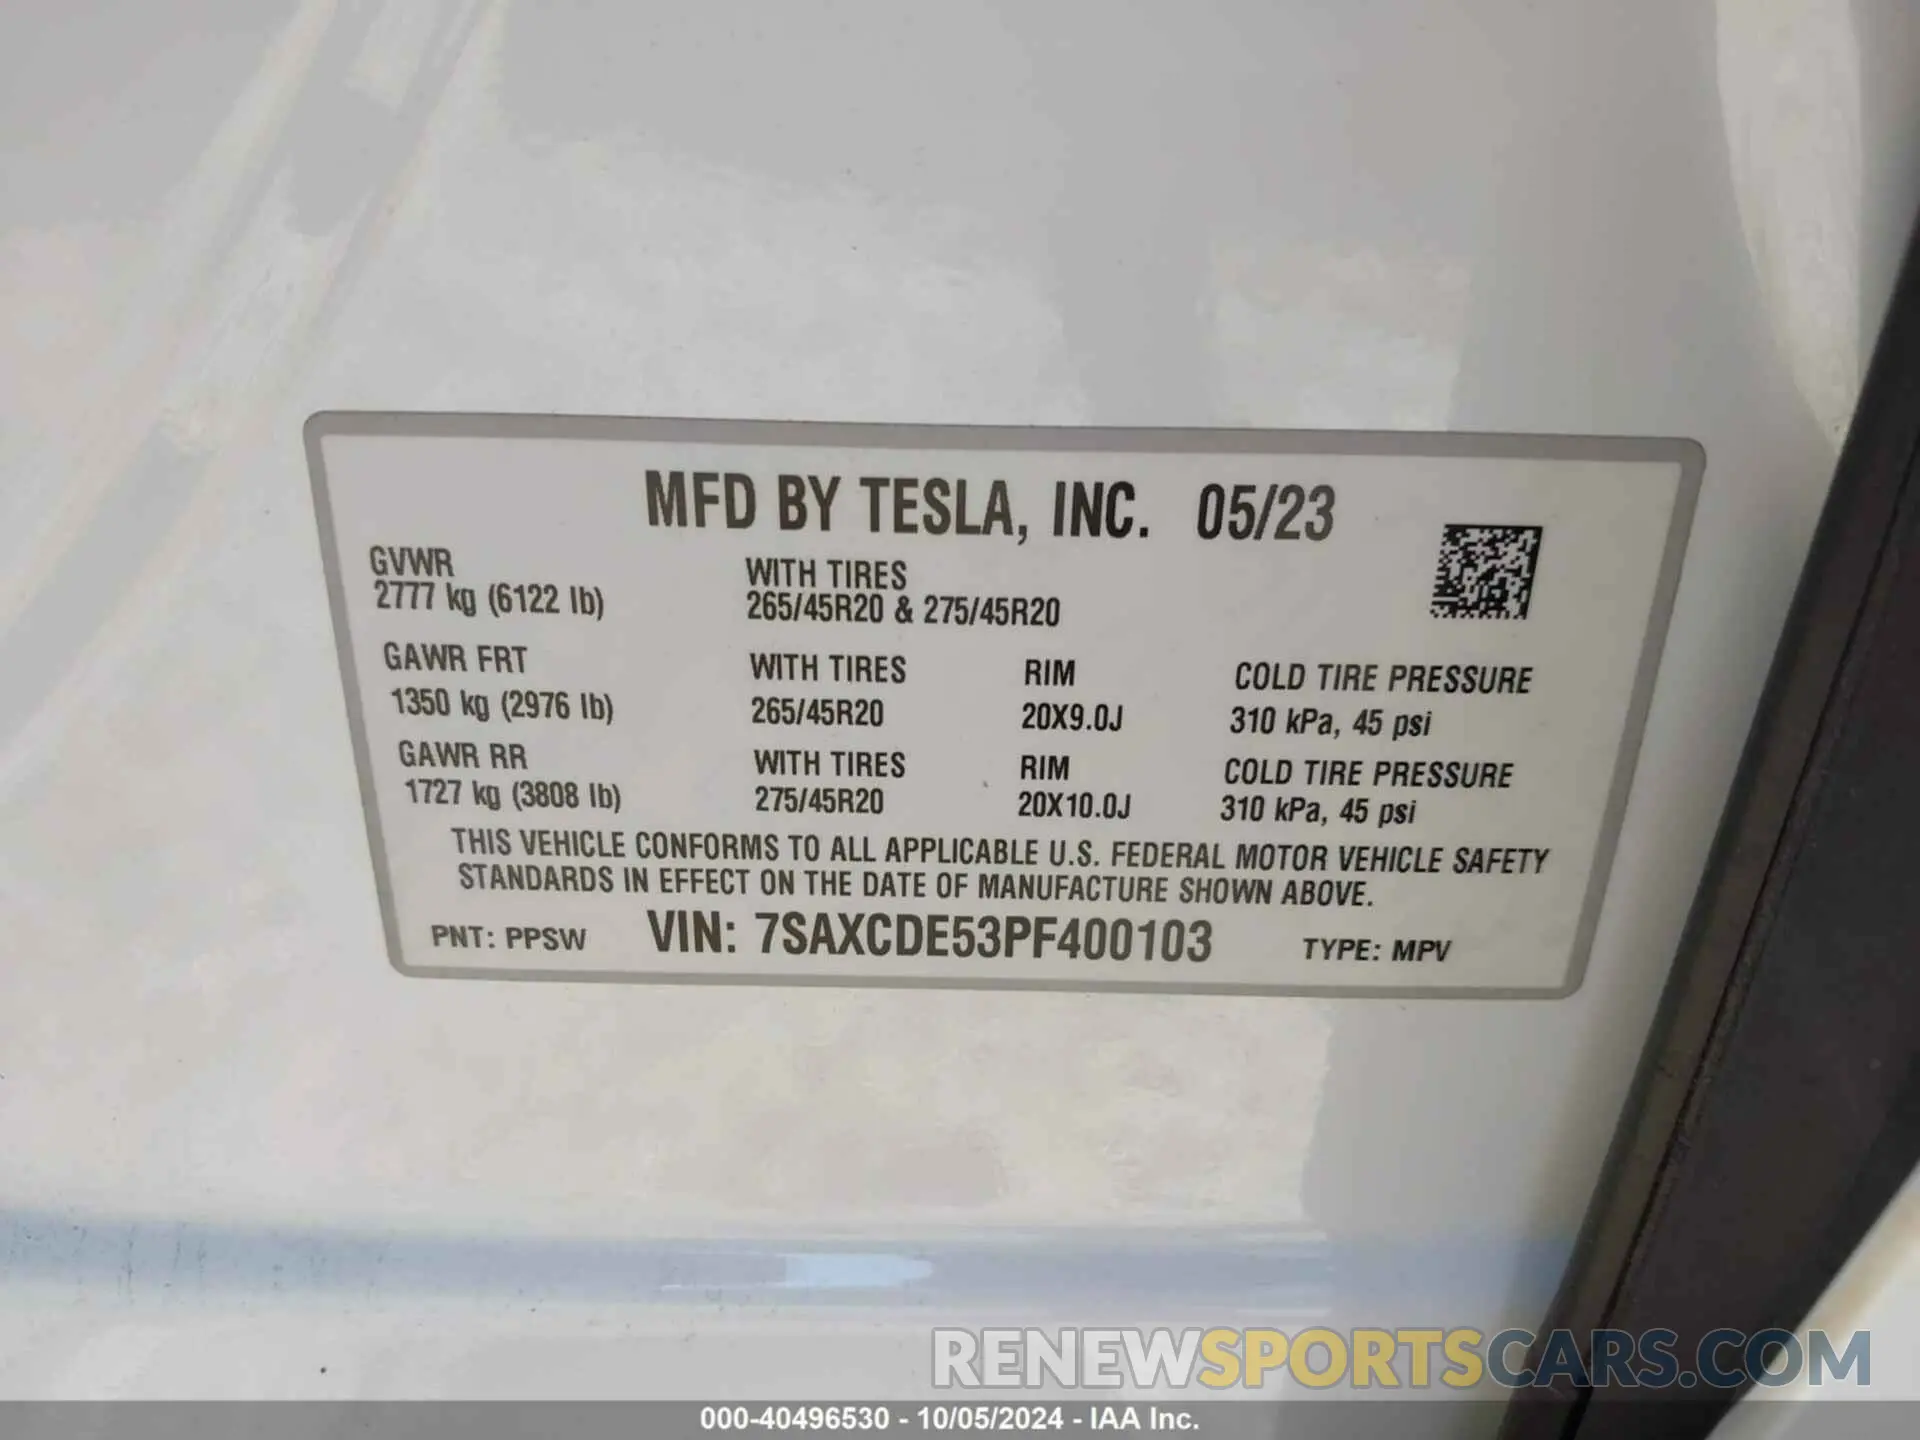 MFD BY TESLA, INC. 05/23
GVWR
2777 kg (6122 lb)
WITH TIRES
265/45R20 & 275/45R20
GAWR FRT
1350 kg (2976 lb)
WITH TIRES
265/45R20
RIM
20X9.0J
COLD TIRE PRESSURE
310 kPa, 45 psi
GAWR RR
1727 kg (3808 lb)
WITH TIRES
275/45R20
RIM
20X10.0J
COLD TIRE PRESSURE
310 kPa, 45 psi
THIS VEHICLE CONFORMS TO ALL APPLICABLE U.S. FEDERAL MOTOR VEHICLE SAFETY
STANDARDS IN EFFECT ON THE DATE OF MANUFACTURE SHOWN ABOVE.
PNT: PPSW VIN: 7SAXCDE53PF400103 TYPE: MPV
RENEWSPORTSCARS.COM
000-40496530 - 10/05/2024 - IAA Inc.